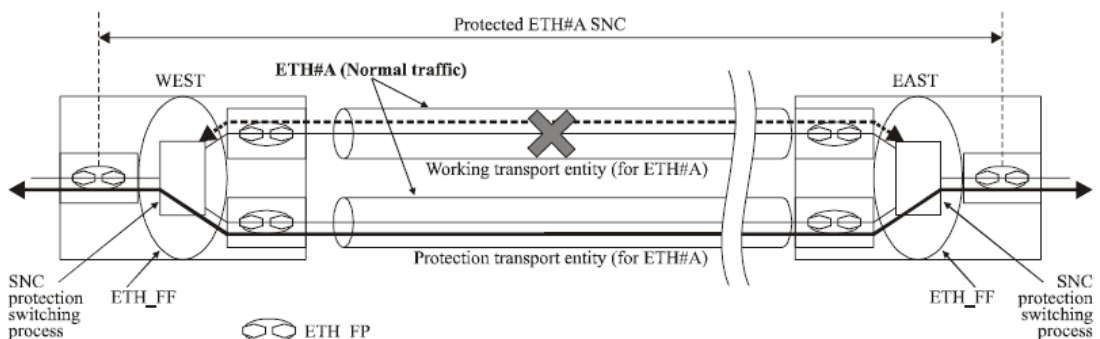 Protected ETH#A SNC
ETH#A (Normal traffic)
WEST
EAST
Working transport entity (for ETH#A)
Protection transport entity (for ETH#A)
SNC
protection
switching
process
ETH_FF
ETH_FF
SNC
protection
switching
process
ETH_FP